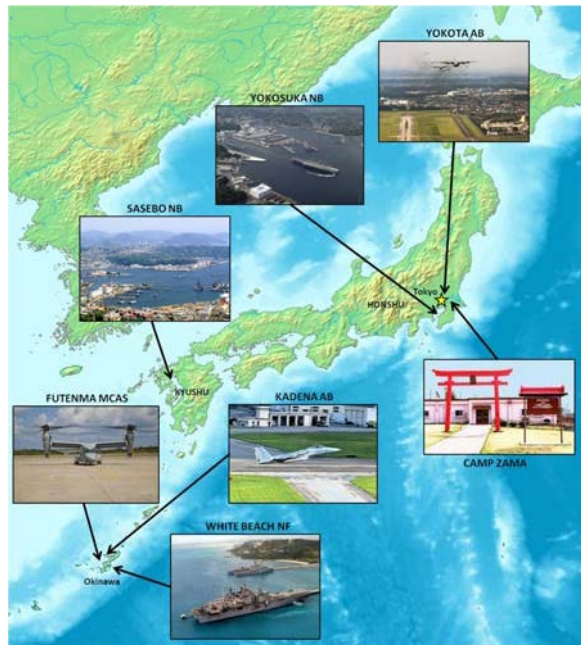 YOKOTA AB
YOKOSUKA NB
SASEBO NB
Tokyo
HONSHU
KYUSHU
FUTENMA MCAS
KADENA AB
CAMP ZAMA
WHITE BEACH NF
Okinawa